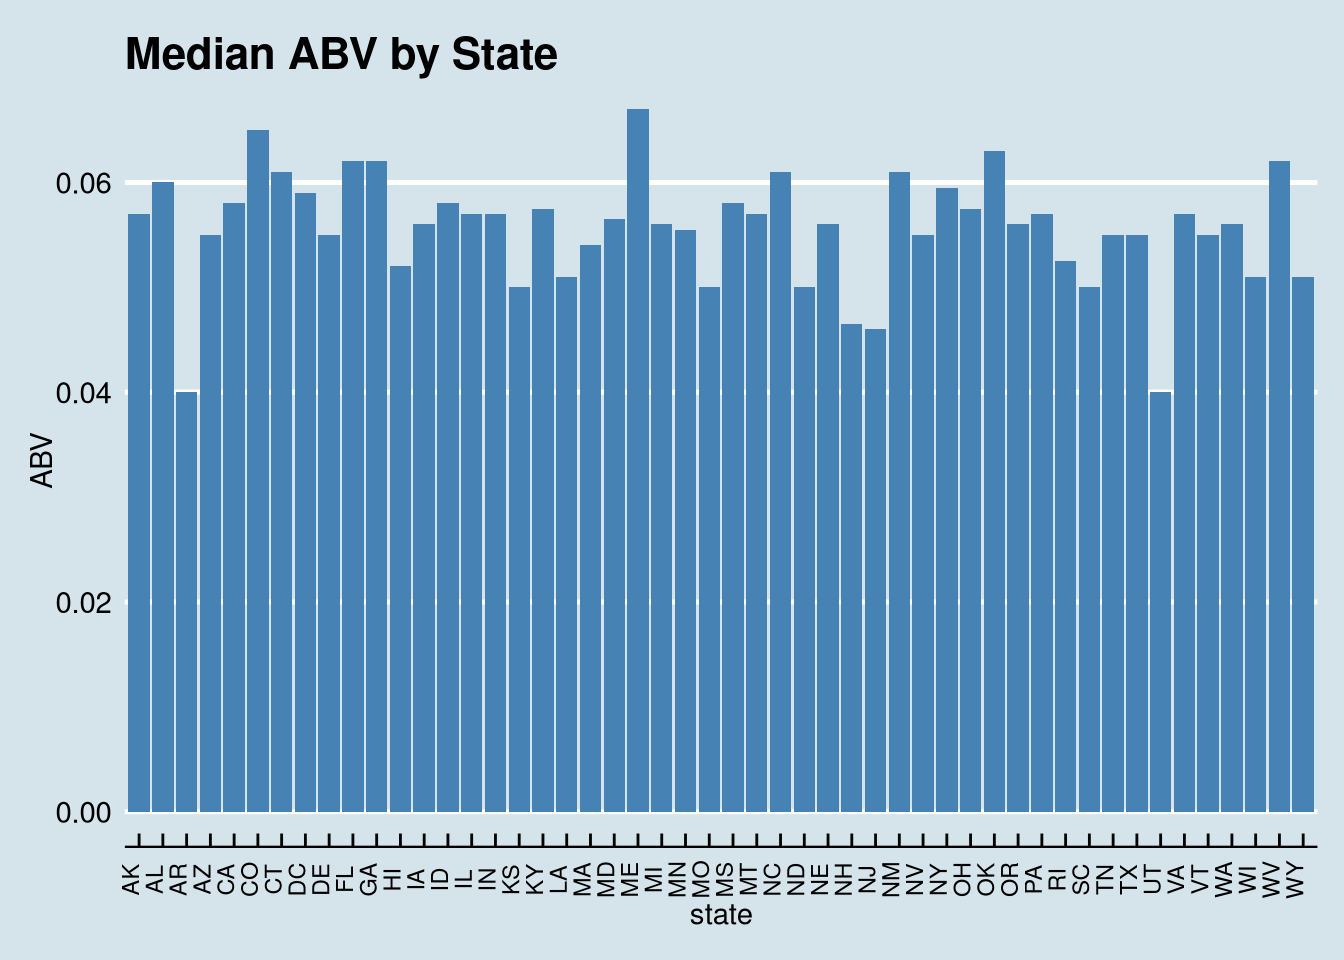 Median ABV by State
0.06
0.04
0.02
0.00
ABV
AK AL AR AZ CA CO CT DC DE FL GA HI IA ID IL IN KS KY LA MA MD ME MI MN MO MS MT NC ND NE NH NJ NM NV NY OH OK OR PA RI SC TN TX UT VA VT WA WI WV WY
state